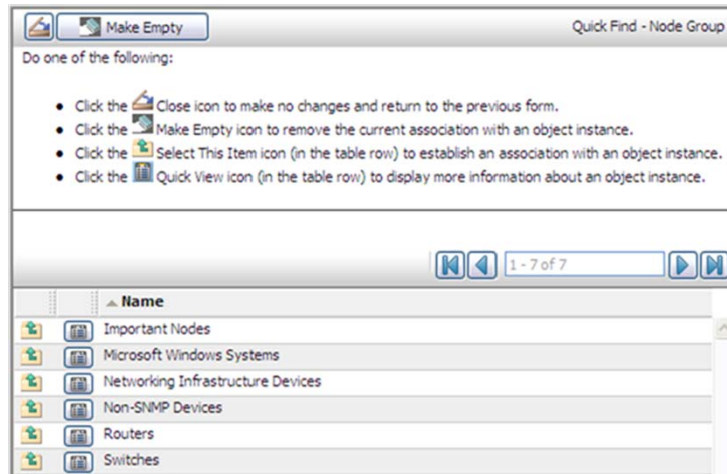 Make Empty
Quick Find - Node Group
Do one of the following:
• Click the Close icon to make no changes and return to the previous form.
• Click the Make Empty icon to remove the current association with an object instance.
• Click the Select This Item icon (in the table row) to establish an association with an object instance.
• Click the Quick View icon (in the table row) to display more information about an object instance.
1 - 7 of 7
Name
Important Nodes
Microsoft Windows Systems
Networking Infrastructure Devices
Non-SNMP Devices
Routers
Switches